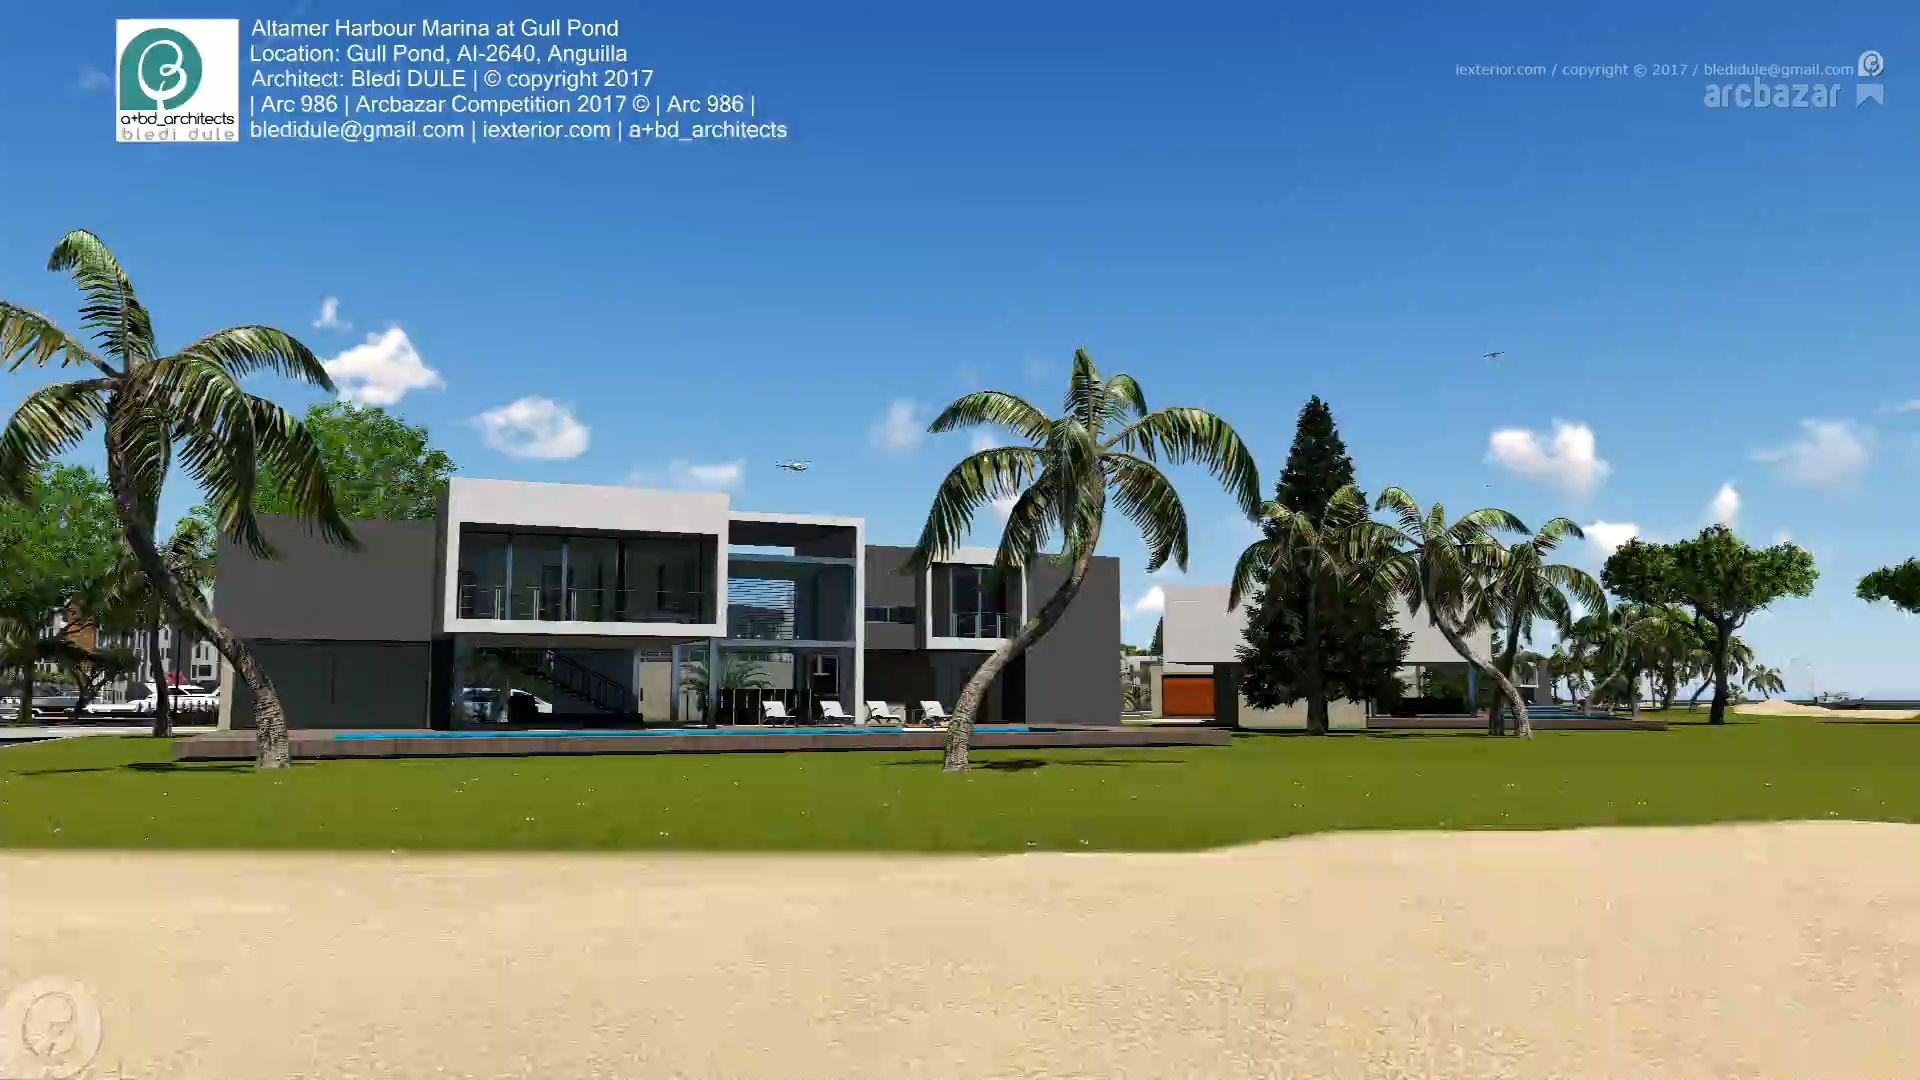 Altamer Harbour Marina at Gull Pond
Location: Gull Pond, AI-2640, Anguilla
Architect: Bledi DULE | © copyright 2017
| Arc 986 | Arcbazar Competition 2017 © | Arc 986 |
bledidule@gmail.com | iexterior.com | a+bd_architects
a+bd_architects
bledi dule
iexterior.com / copyright © 2017 / bledidule@gmail.com
arcbazar